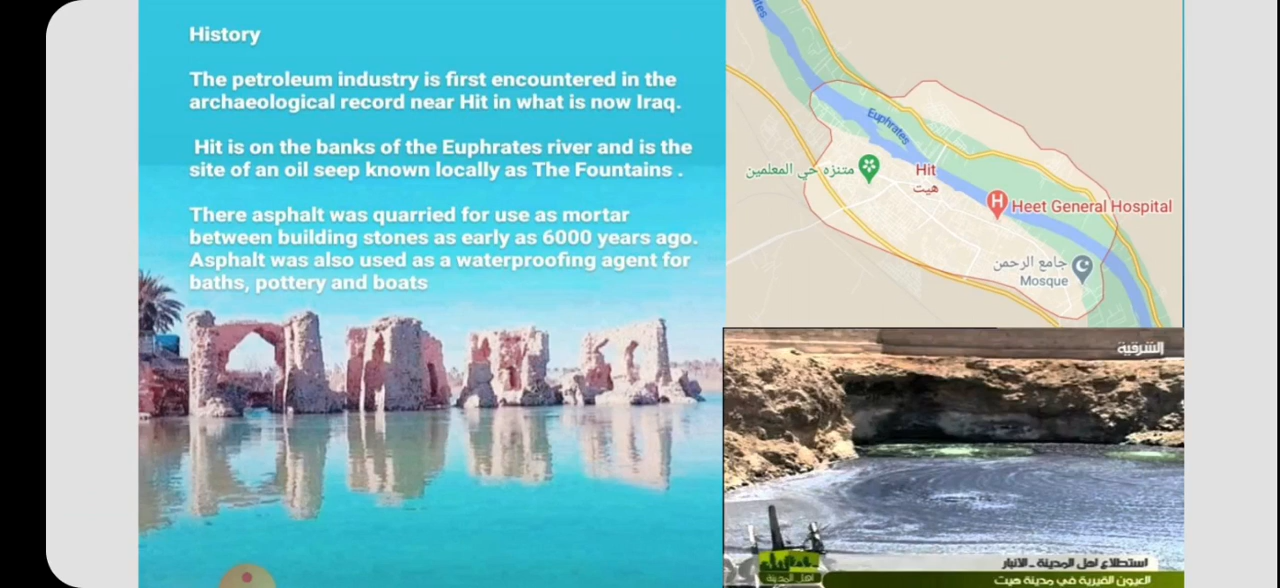 History
The petroleum industry is first encountered in the
archaeological record near Hit in what is now Iraq.
Hit is on the banks of the Euphrates river and is the
site of an oil seep known locally as The Fountains .
There asphalt was quarried for use as mortar
between building stones as early as 6000 years ago.
Asphalt was also used as a waterproofing agent for
baths, pottery and boats
ates
Euphrates
متنزه حي المعلمين
Hit
هيت
Heet General Hospital
جامع الرحمن
Mosque
الشرقية
استطلاع اهل المدينة - الانبار
اهل المدينة
العيون القيرية في مدينة هيت